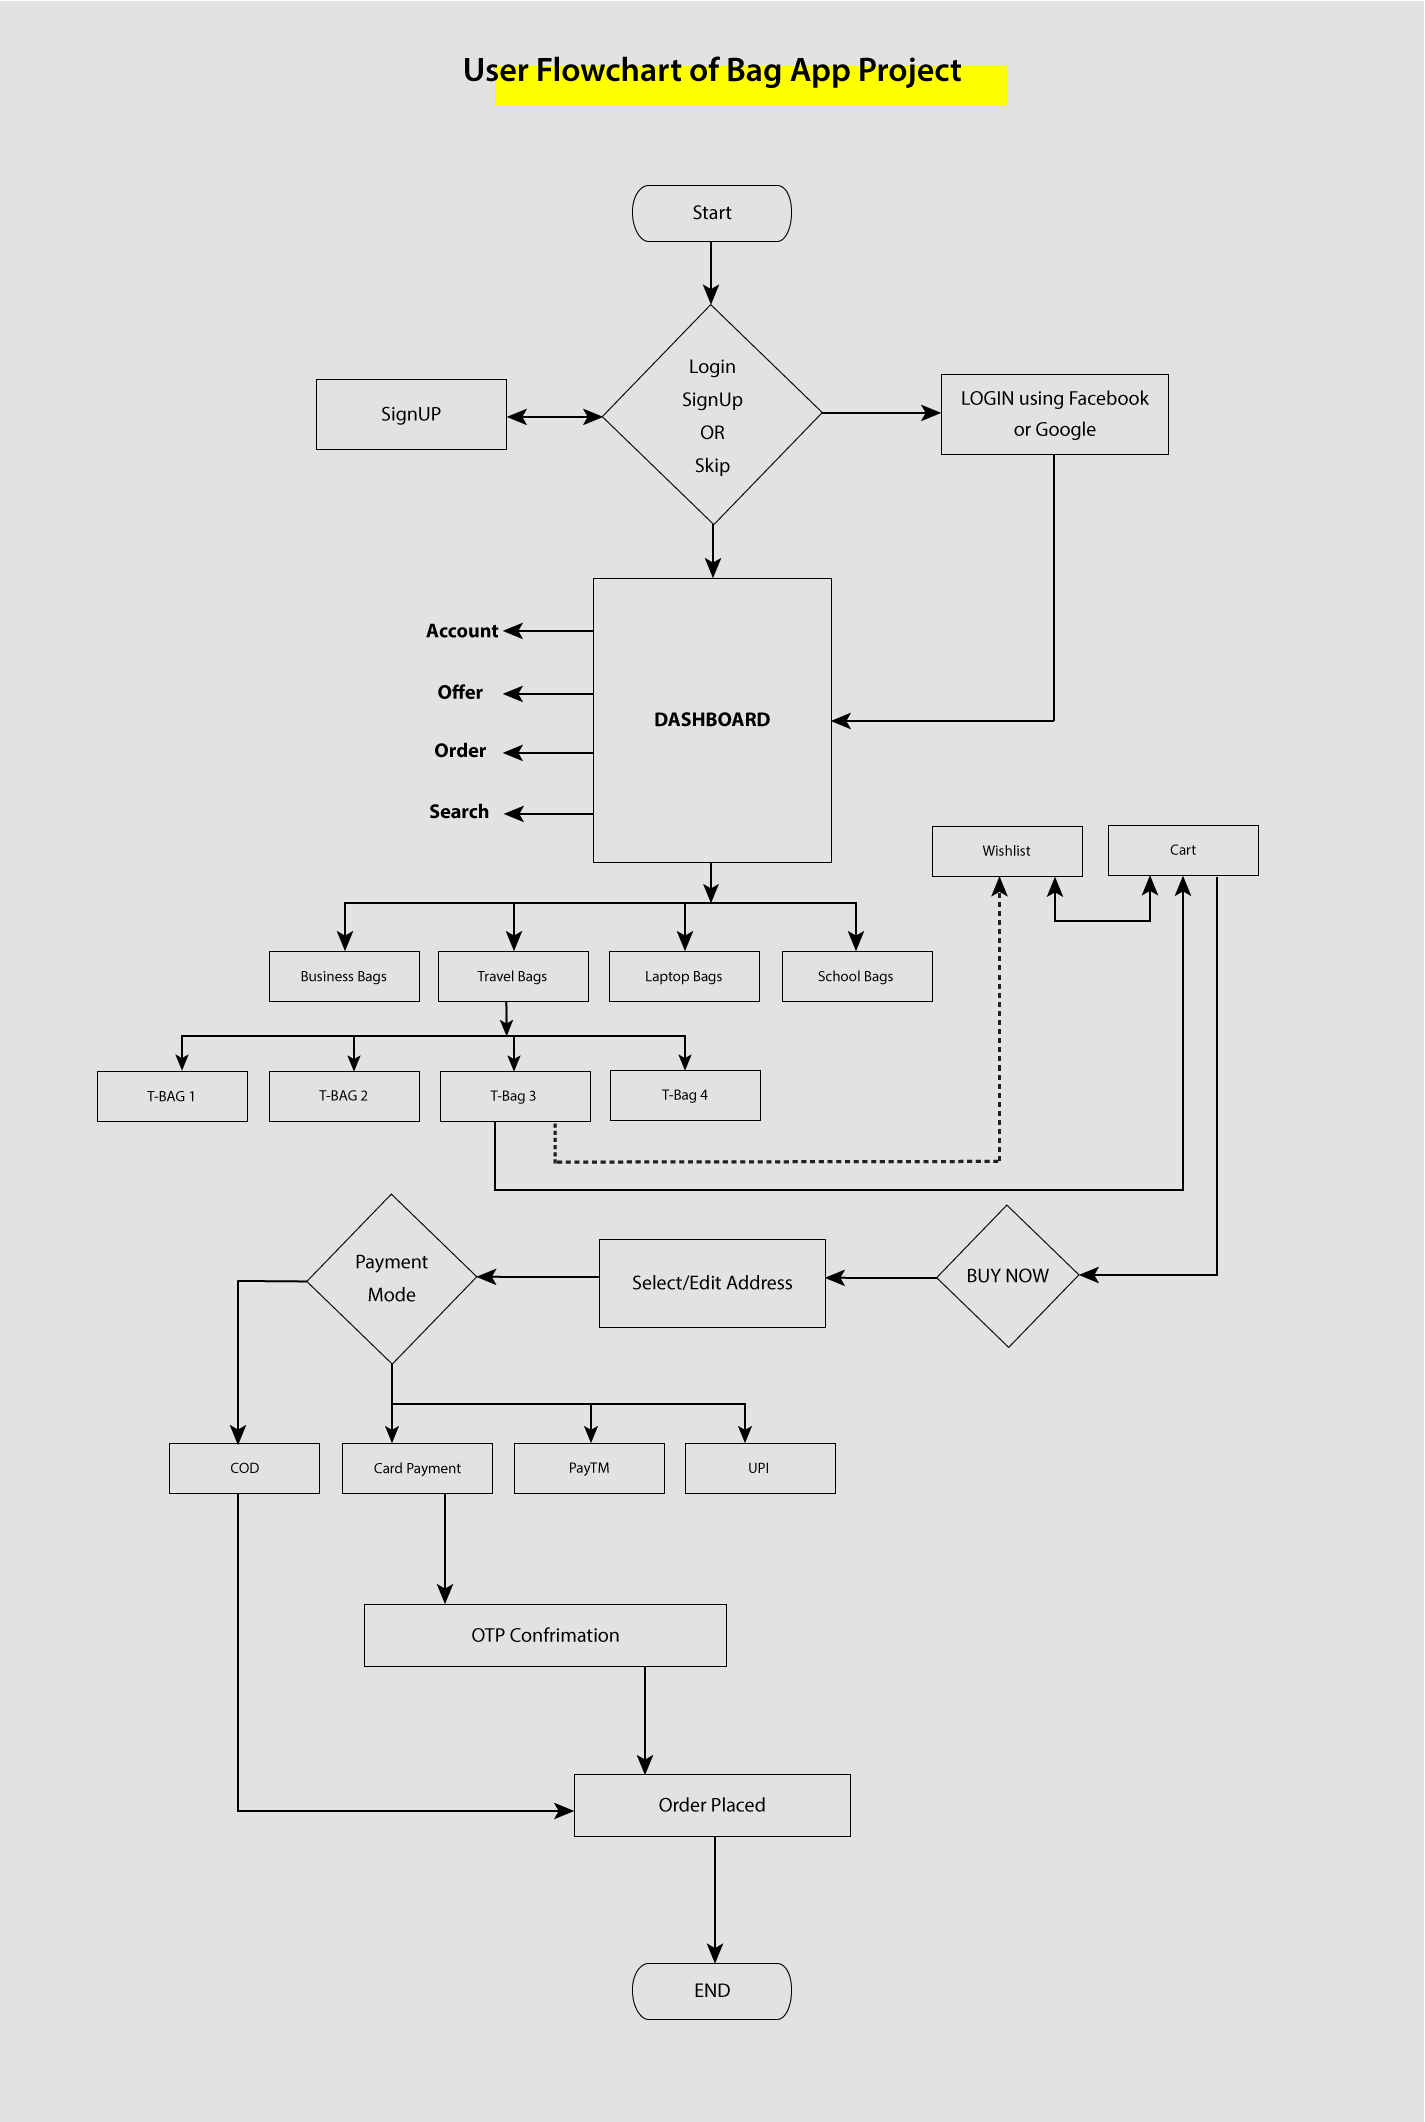 User Flowchart of Bag App Project
Start
Login
SignUp
OR
Skip
SignUP
LOGIN using Facebook
or Google
DASHBOARD
Account
Offer
Order
Search
Wishlist
Cart
Business Bags
Travel Bags
Laptop Bags
School Bags
T-BAG 1
T-BAG 2
T-Bag 3
T-Bag 4
BUY NOW
Select/Edit Address
Payment
Mode
COD
Card Payment
PayTM
UPI
OTP Confrimation
Order Placed
END